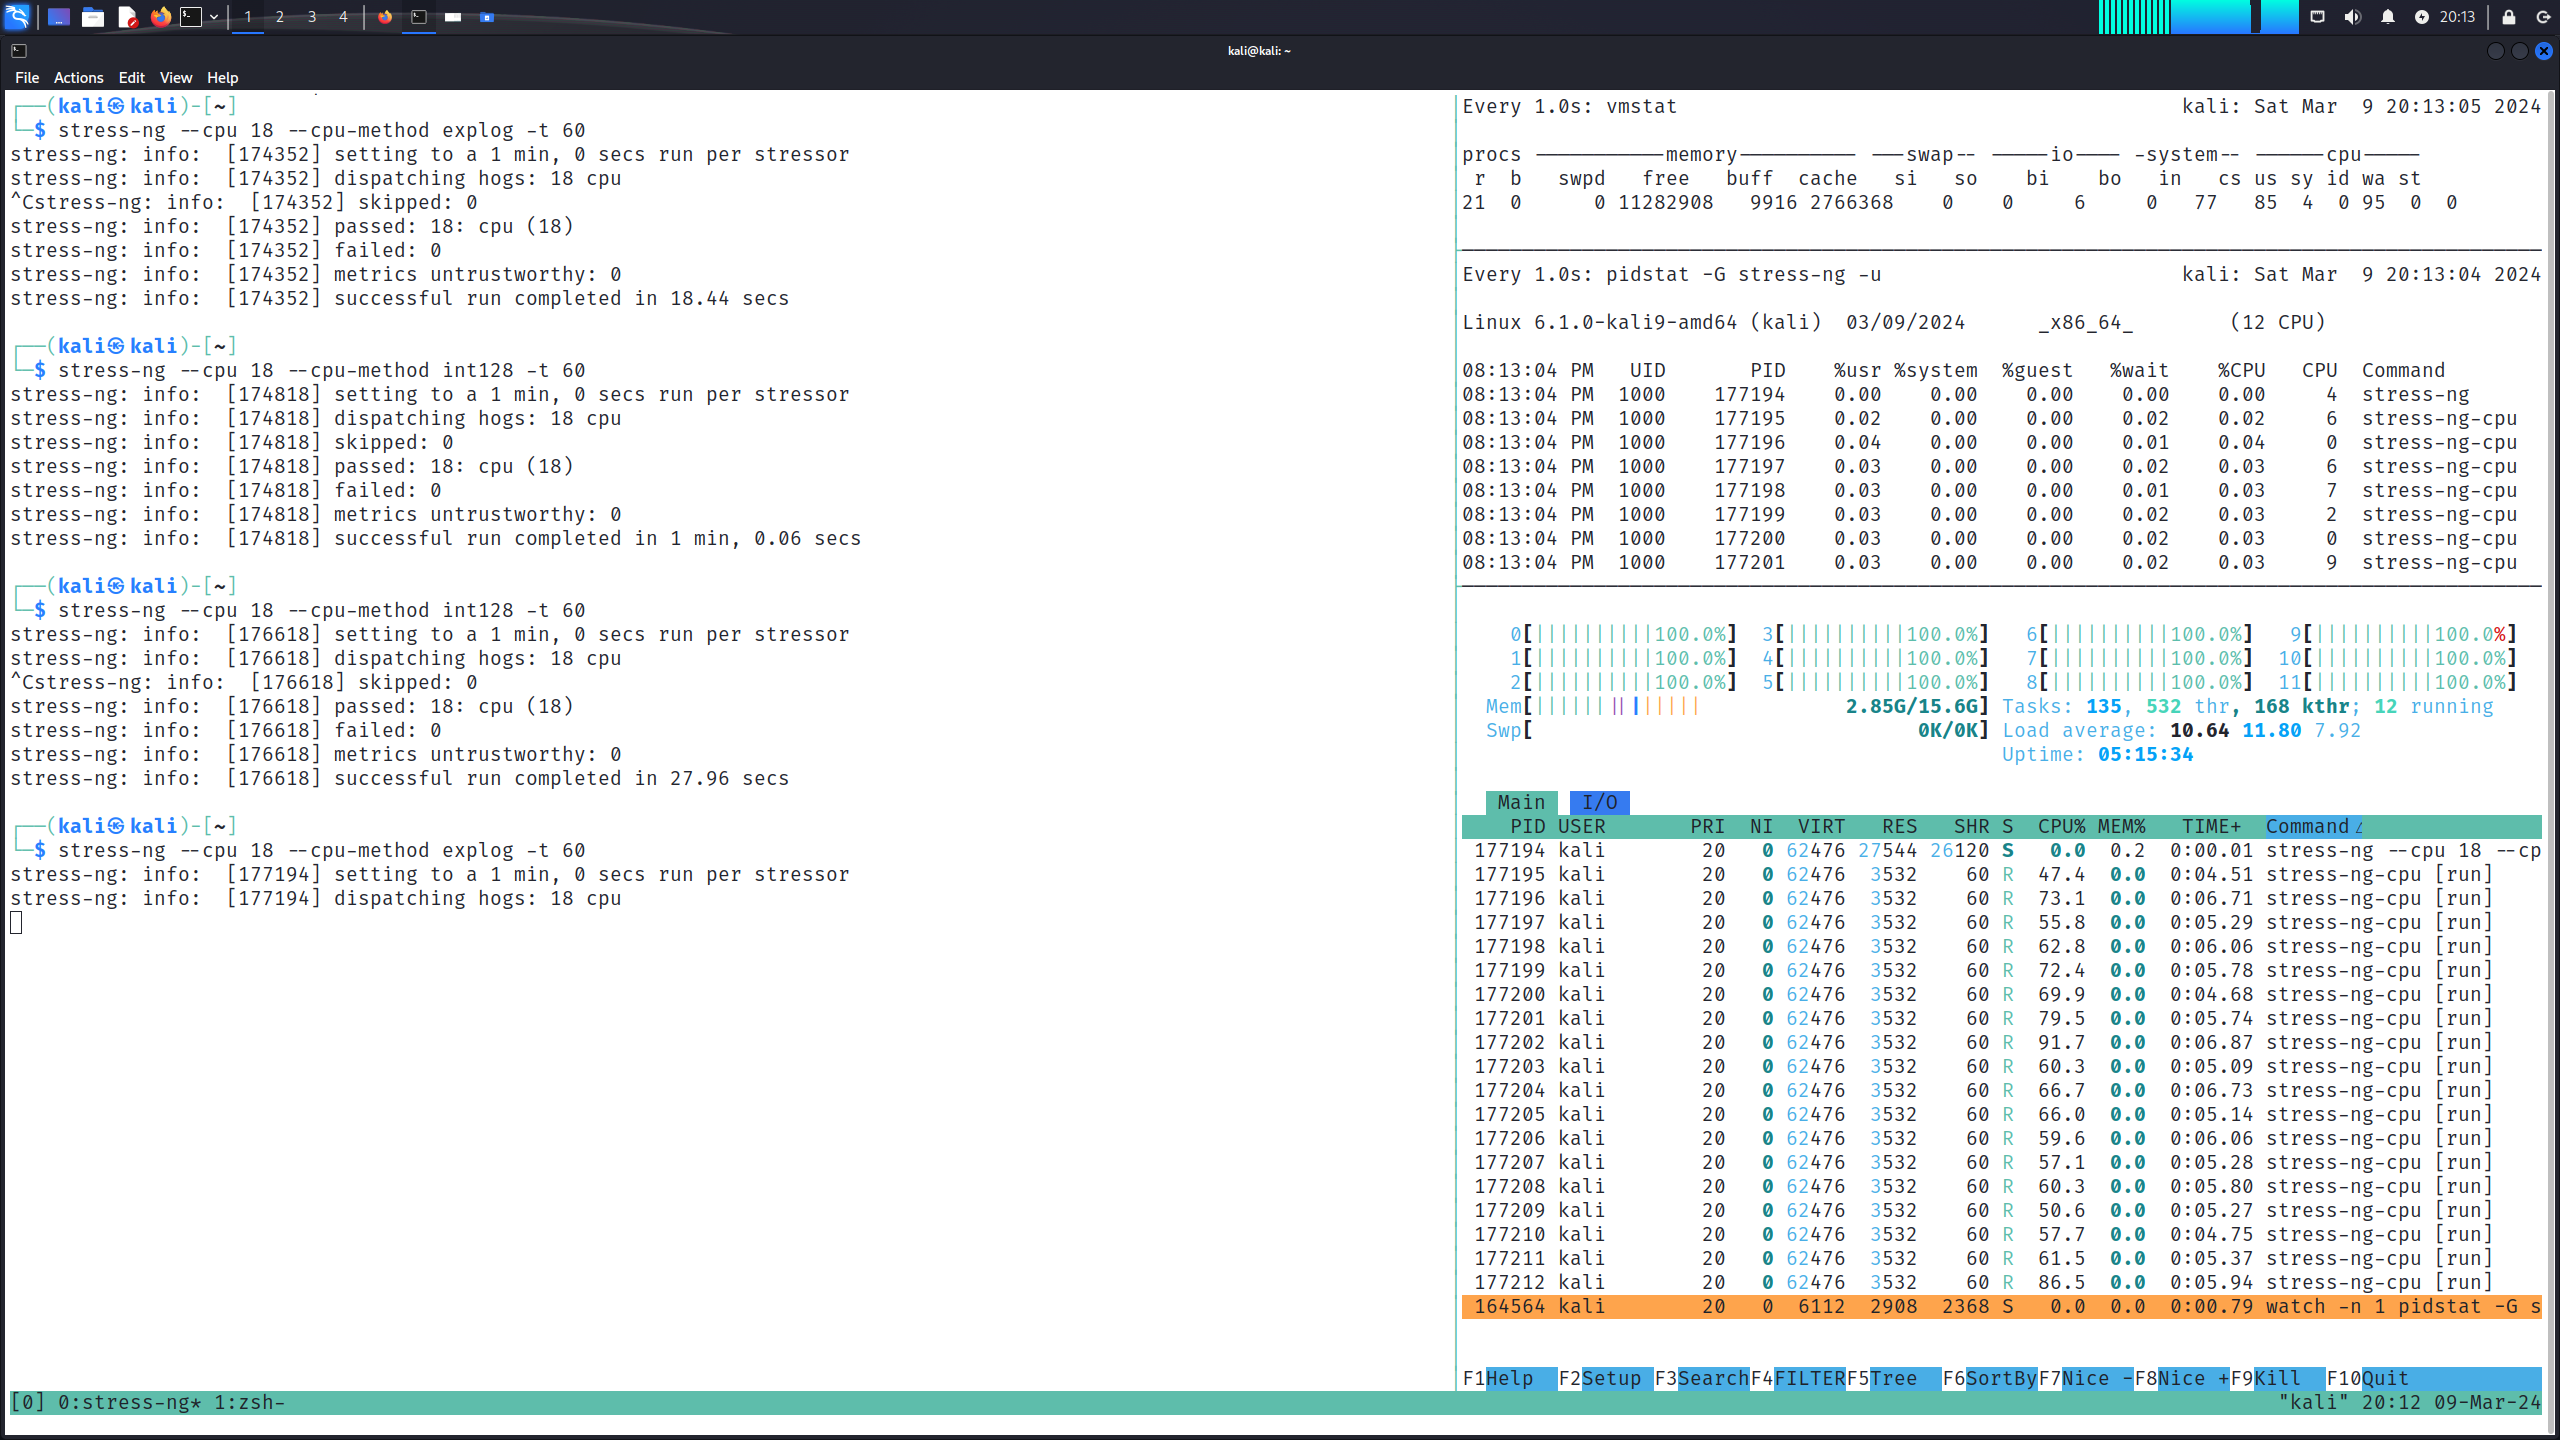 1 2 3 4 20:13
kali@kali: ~
File Actions Edit View Help
┌──(kali㉿kali)-[~]
└─$ stress-ng --cpu 18 --cpu-method explog -t 60
stress-ng: info:  [174352] setting to a 1 min, 0 secs run per stressor
stress-ng: info:  [174352] dispatching hogs: 18 cpu
^Cstress-ng: info:  [174352] skipped: 0
stress-ng: info:  [174352] passed: 18: cpu (18)
stress-ng: info:  [174352] failed: 0
stress-ng: info:  [174352] metrics untrustworthy: 0
stress-ng: info:  [174352] successful run completed in 18.44 secs
┌──(kali㉿kali)-[~]
└─$ stress-ng --cpu 18 --cpu-method int128 -t 60
stress-ng: info:  [174818] setting to a 1 min, 0 secs run per stressor
stress-ng: info:  [174818] dispatching hogs: 18 cpu
stress-ng: info:  [174818] skipped: 0
stress-ng: info:  [174818] passed: 18: cpu (18)
stress-ng: info:  [174818] failed: 0
stress-ng: info:  [174818] metrics untrustworthy: 0
stress-ng: info:  [174818] successful run completed in 1 min, 0.06 secs
┌──(kali㉿kali)-[~]
└─$ stress-ng --cpu 18 --cpu-method int128 -t 60
stress-ng: info:  [176618] setting to a 1 min, 0 secs run per stressor
stress-ng: info:  [176618] dispatching hogs: 18 cpu
^Cstress-ng: info:  [176618] skipped: 0
stress-ng: info:  [176618] passed: 18: cpu (18)
stress-ng: info:  [176618] failed: 0
stress-ng: info:  [176618] metrics untrustworthy: 0
stress-ng: info:  [176618] successful run completed in 27.96 secs
┌──(kali㉿kali)-[~]
└─$ stress-ng --cpu 18 --cpu-method explog -t 60
stress-ng: info:  [177194] setting to a 1 min, 0 secs run per stressor
stress-ng: info:  [177194] dispatching hogs: 18 cpu
Every 1.0s: vmstat kali: Sat Mar  9 20:13:05 2024
procs -----------memory---------- ---swap-- -----io---- -system-- ------cpu-----
r b swpd free buff cache si so bi bo in cs us sy id wa st
21 0 0 11282908 9916 2766368 0 0 6 0 77 85 4 0 95 0 0
Every 1.0s: pidstat -G stress-ng -u kali: Sat Mar  9 20:13:04 2024
Linux 6.1.0-kali9-amd64 (kali) 03/09/2024 _x86_64_ (12 CPU)
08:13:04 PM UID PID %usr %system %guest %wait %CPU CPU Command
08:13:04 PM 1000 177194 0.00 0.00 0.00 0.00 0.00 4 stress-ng
08:13:04 PM 1000 177195 0.02 0.00 0.00 0.02 0.02 6 stress-ng-cpu
08:13:04 PM 1000 177196 0.04 0.00 0.00 0.01 0.04 0 stress-ng-cpu
08:13:04 PM 1000 177197 0.03 0.00 0.00 0.02 0.03 6 stress-ng-cpu
08:13:04 PM 1000 177198 0.03 0.00 0.00 0.01 0.03 7 stress-ng-cpu
08:13:04 PM 1000 177199 0.03 0.00 0.00 0.02 0.03 2 stress-ng-cpu
08:13:04 PM 1000 177200 0.03 0.00 0.00 0.02 0.03 0 stress-ng-cpu
08:13:04 PM 1000 177201 0.03 0.00 0.00 0.02 0.03 9 stress-ng-cpu
0[||||||||||100.0%] 3[||||||||||100.0%] 6[||||||||||100.0%] 9[||||||||||100.0%]
1[||||||||||100.0%] 4[||||||||||100.0%] 7[||||||||||100.0%] 10[||||||||||100.0%]
2[||||||||||100.0%] 5[||||||||||100.0%] 8[||||||||||100.0%] 11[||||||||||100.0%]
Mem[|||||||||||||| 2.85G/15.6G] Tasks: 135, 532 thr, 168 kthr; 12 running
Swp[ 0K/0K] Load average: 10.64 11.80 7.92
Uptime: 05:15:34
Main I/O
PID USER PRI NI VIRT RES SHR S CPU% MEM% TIME+ Command△
177194 kali 20 0 62476 27544 26120 S 0.0 0.2 0:00.01 stress-ng --cpu 18 --cp
177195 kali 20 0 62476 3532 60 R 47.4 0.0 0:04.51 stress-ng-cpu [run]
177196 kali 20 0 62476 3532 60 R 73.1 0.0 0:06.71 stress-ng-cpu [run]
177197 kali 20 0 62476 3532 60 R 55.8 0.0 0:05.29 stress-ng-cpu [run]
177198 kali 20 0 62476 3532 60 R 62.8 0.0 0:06.06 stress-ng-cpu [run]
177199 kali 20 0 62476 3532 60 R 72.4 0.0 0:05.78 stress-ng-cpu [run]
177200 kali 20 0 62476 3532 60 R 69.9 0.0 0:04.68 stress-ng-cpu [run]
177201 kali 20 0 62476 3532 60 R 79.5 0.0 0:05.74 stress-ng-cpu [run]
177202 kali 20 0 62476 3532 60 R 91.7 0.0 0:06.87 stress-ng-cpu [run]
177203 kali 20 0 62476 3532 60 R 60.3 0.0 0:05.09 stress-ng-cpu [run]
177204 kali 20 0 62476 3532 60 R 66.7 0.0 0:06.73 stress-ng-cpu [run]
177205 kali 20 0 62476 3532 60 R 66.0 0.0 0:05.14 stress-ng-cpu [run]
177206 kali 20 0 62476 3532 60 R 59.6 0.0 0:06.06 stress-ng-cpu [run]
177207 kali 20 0 62476 3532 60 R 57.1 0.0 0:05.28 stress-ng-cpu [run]
177208 kali 20 0 62476 3532 60 R 60.3 0.0 0:05.80 stress-ng-cpu [run]
177209 kali 20 0 62476 3532 60 R 50.6 0.0 0:05.27 stress-ng-cpu [run]
177210 kali 20 0 62476 3532 60 R 57.7 0.0 0:04.75 stress-ng-cpu [run]
177211 kali 20 0 62476 3532 60 R 61.5 0.0 0:05.37 stress-ng-cpu [run]
177212 kali 20 0 62476 3532 60 R 86.5 0.0 0:05.94 stress-ng-cpu [run]
164564 kali 20 0 6112 2908 2368 S 0.0 0.0 0:00.79 watch -n 1 pidstat -G s
F1Help F2Setup F3SearchF4FILTERF5Tree F6SortByF7Nice -F8Nice +F9Kill F10Quit
[0] 0:stress-ng* 1:zsh- "kali" 20:12 09-Mar-24